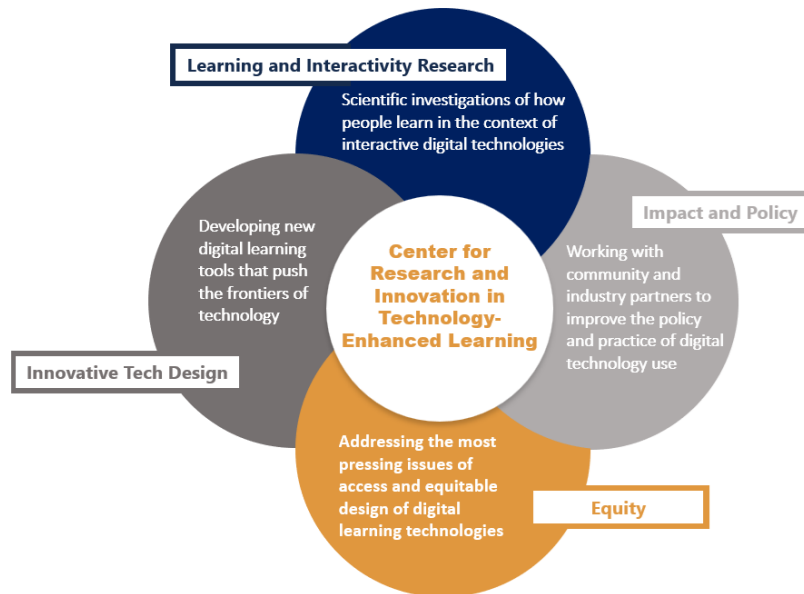 Learning and Interactivity Research
Scientific investigations of how
people learn in the context of
interactive digital technologies
Impact and Policy
Working with
community and
industry partners to
improve the policy
and practice of digital
technology use
Developing new
digital learning
tools that push
the frontiers of
technology
Innovative Tech Design
Center for
Research and
Innovation in
Technology-
Enhanced Learning
Addressing the most
pressing issues of
access and equitable
design of digital
learning technologies
Equity